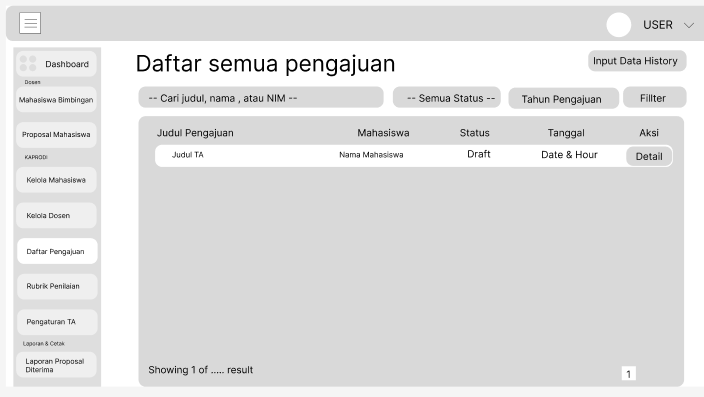 USER
Dashboard
Dosen
Mahasiswa Bimbingan
Proposal Mahasiswa
KAPRODI
Kelola Mahasiswa
Kelola Dosen
Daftar Pengajuan
Rubrik Penilaian
Pengaturan TA
Laporan & Cetak
Laporan Proposal
Diterima
Daftar semua pengajuan
Input Data History
-- Cari judul, nama , atau NIM --
-- Semua Status --
Tahun Pengajuan
Fillter
Judul Pengajuan Mahasiswa Status Tanggal Aksi
Judul TA Nama Mahasiswa Draft Date & Hour Detail
Showing 1 of ..... result
1